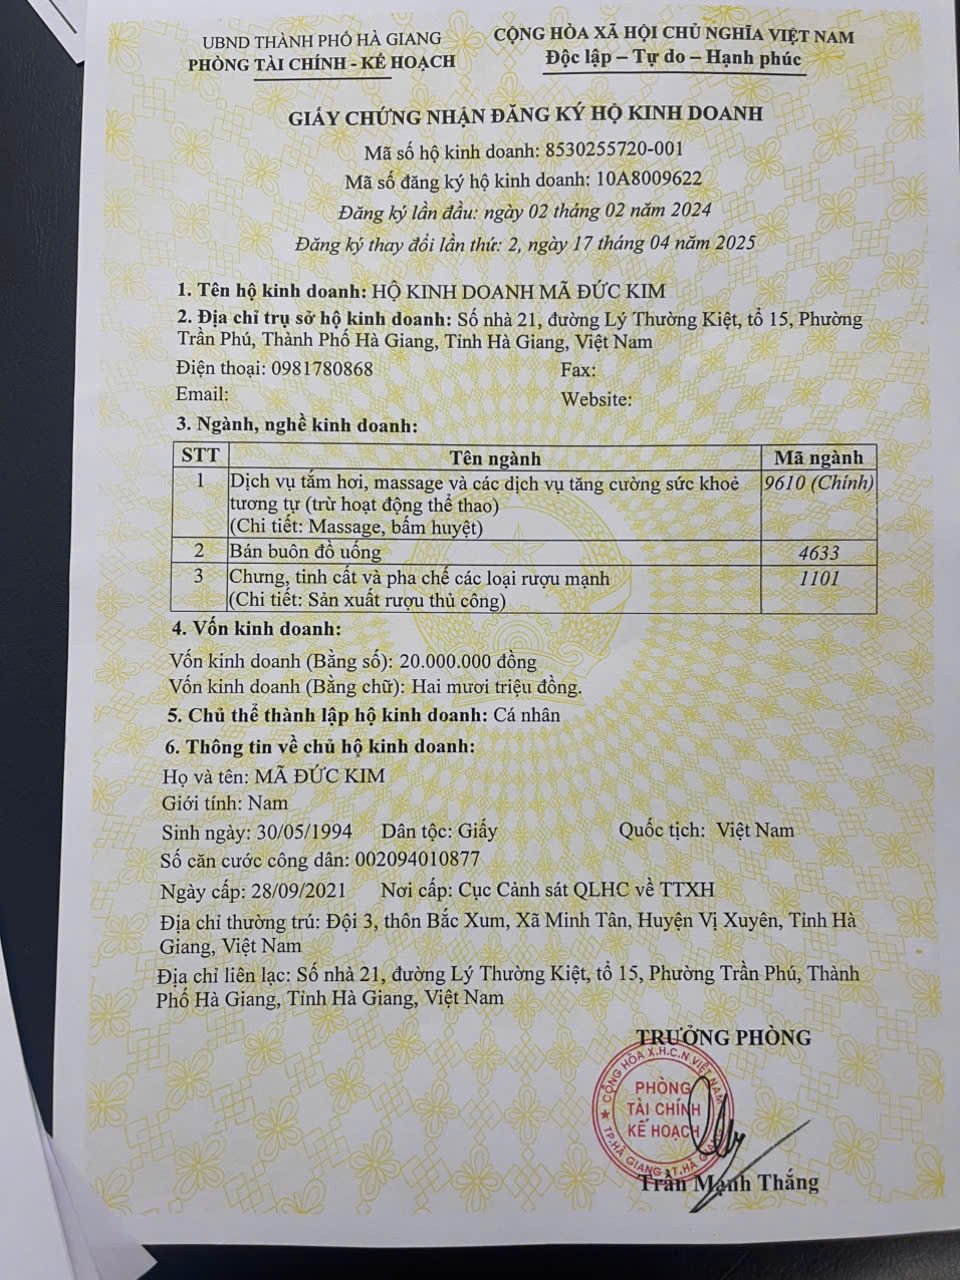 UBND THÀNH PHỐ HÀ GIANG
PHÒNG TÀI CHÍNH - KẾ HOẠCH
CỘNG HÒA XÃ HỘI CHỦ NGHĨA VIỆT NAM
Độc lập – Tự do – Hạnh phúc
GIẤY CHỨNG NHẬN ĐĂNG KÝ HỘ KINH DOANH
Mã số hộ kinh doanh: 8530255720-001
Mã số đăng ký hộ kinh doanh: 10A8009622
Đăng ký lần đầu: ngày 02 tháng 02 năm 2024
Đăng ký thay đổi lần thứ: 2, ngày 17 tháng 04 năm 2025
1. Tên hộ kinh doanh: HỘ KINH DOANH MÃ ĐỨC KIM
2. Địa chỉ trụ sở hộ kinh doanh: Số nhà 21, đường Lý Thường Kiệt, tổ 15, Phường
Trần Phú, Thành Phố Hà Giang, Tỉnh Hà Giang, Việt Nam
Điện thoại: 0981780868 Fax:
Email: Website:
3. Ngành, nghề kinh doanh:
STT Tên ngành Mã ngành
1 Dịch vụ tắm hơi, massage và các dịch vụ tăng cường sức khoẻ 9610 (Chính)
tương tự (trừ hoạt động thể thao)
(Chi tiết: Massage, bấm huyệt)
2 Bán buôn đồ uống 4633
3 Chưng, tinh cất và pha chế các loại rượu mạnh 1101
(Chi tiết: Sản xuất rượu thủ công)
4. Vốn kinh doanh:
Vốn kinh doanh (Bằng số): 20.000.000 đồng
Vốn kinh doanh (Bằng chữ): Hai mươi triệu đồng.
5. Chủ thể thành lập hộ kinh doanh: Cá nhân
6. Thông tin về chủ hộ kinh doanh:
Họ và tên: MÃ ĐỨC KIM
Giới tính: Nam
Sinh ngày: 30/05/1994 Dân tộc: Giấy Quốc tịch: Việt Nam
Số căn cước công dân: 002094010877
Ngày cấp: 28/09/2021 Nơi cấp: Cục Cảnh sát QLHC về TTXH
Địa chỉ thường trú: Đội 3, thôn Bắc Xum, Xã Minh Tân, Huyện Vị Xuyên, Tỉnh Hà
Giang, Việt Nam
Địa chỉ liên lạc: Số nhà 21, đường Lý Thường Kiệt, tổ 15, Phường Trần Phú, Thành
Phố Hà Giang, Tỉnh Hà Giang, Việt Nam
TRƯỞNG PHÒNG
CỘNG HÒA X.H.C.N VIỆT NAM
PHÒNG
TÀI CHÍNH
KẾ HOẠCH
TP.HÀ GIANG T.HÀ GIANG
Trần Mạnh Thắng